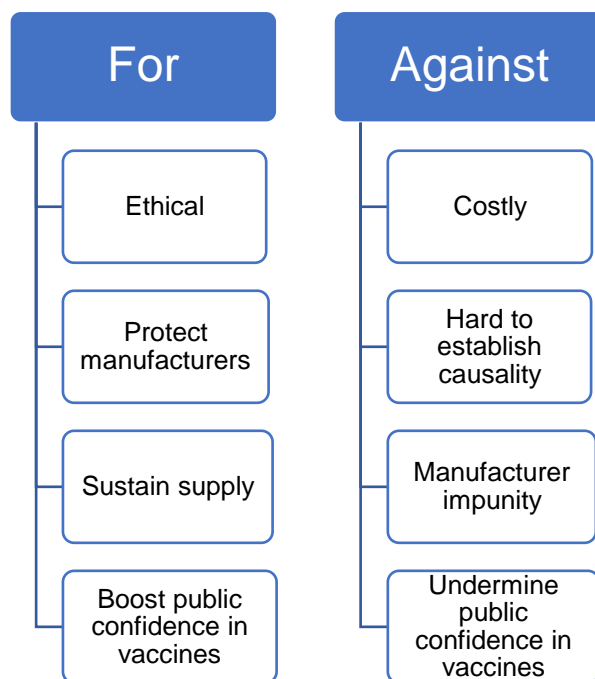 For
Ethical
Protect
manufacturers
Sustain supply
Boost public
confidence in
vaccines
Against
Costly
Hard to
establish
causality
Manufacturer
impunity
Undermine
public
confidence in
vaccines